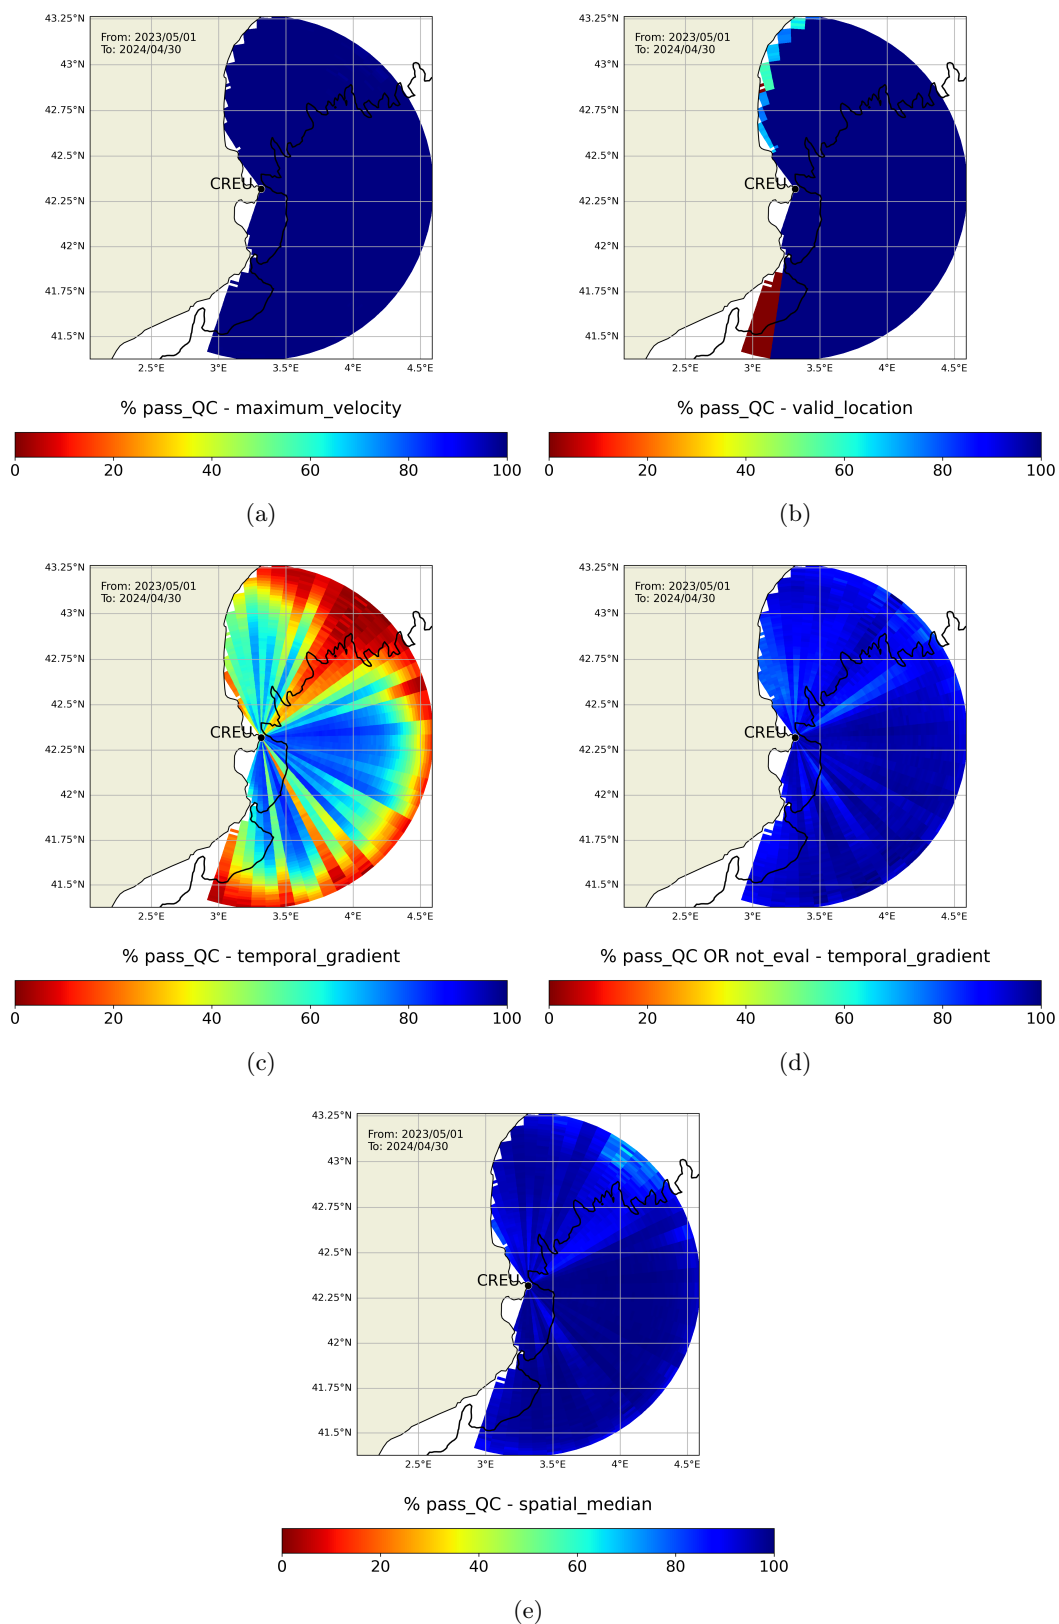 43.25°N
43°N
42.75°N
42.5°N
42.25°N
42°N
41.75°N
41.5°N
From: 2023/05/01
To: 2024/04/30
CREU
2.5°E 3°E 3.5°E 4°E 4.5°E
% pass_QC - maximum_velocity
0 20 40 60 80 100
(a)
43.25°N
43°N
42.75°N
42.5°N
42.25°N
42°N
41.75°N
41.5°N
From: 2023/05/01
To: 2024/04/30
CREU
2.5°E 3°E 3.5°E 4°E 4.5°E
% pass_QC - valid_location
0 20 40 60 80 100
(b)
43.25°N
43°N
42.75°N
42.5°N
42.25°N
42°N
41.75°N
41.5°N
From: 2023/05/01
To: 2024/04/30
CREU
2.5°E 3°E 3.5°E 4°E 4.5°E
% pass_QC - temporal_gradient
0 20 40 60 80 100
(c)
43.25°N
43°N
42.75°N
42.5°N
42.25°N
42°N
41.75°N
41.5°N
From: 2023/05/01
To: 2024/04/30
CREU
2.5°E 3°E 3.5°E 4°E 4.5°E
% pass_QC OR not_eval - temporal_gradient
0 20 40 60 80 100
(d)
43.25°N
43°N
42.75°N
42.5°N
42.25°N
42°N
41.75°N
41.5°N
From: 2023/05/01
To: 2024/04/30
CREU
2.5°E 3°E 3.5°E 4°E 4.5°E
% pass_QC - spatial_median
0 20 40 60 80 100
(e)